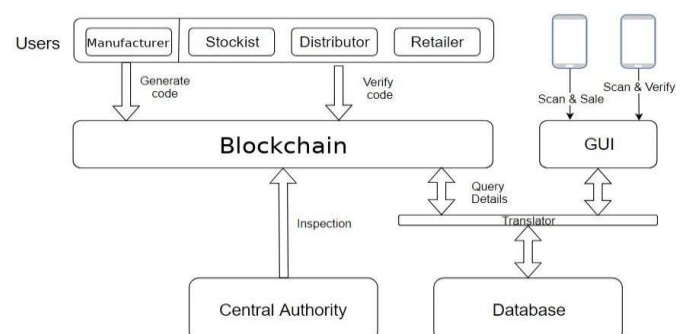 Users
Manufacturer
Stockist
Distributor
Retailer
Generate
code
Verify
code
Scan & Sale
Scan & Verify
Blockchain
GUI
Query
Details
Translator
Inspection
Central Authority
Database